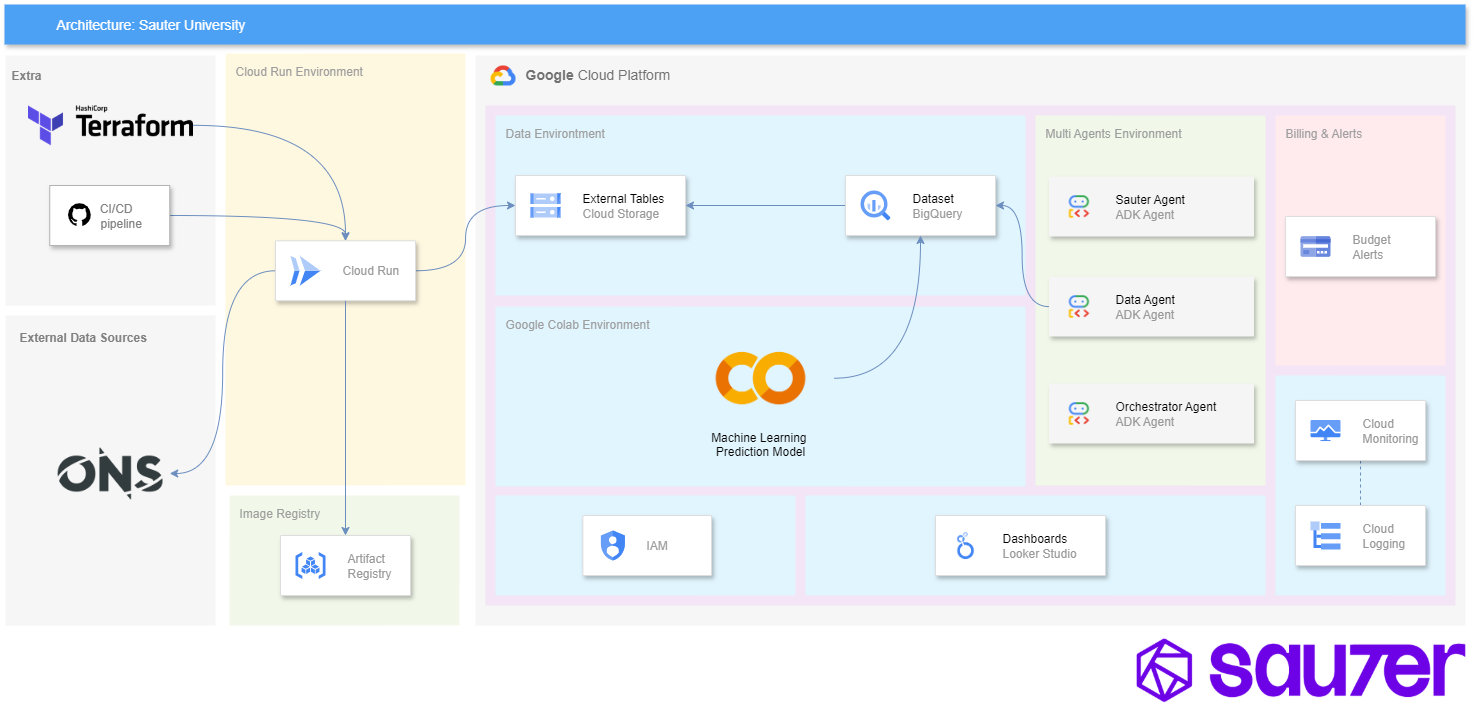 Architecture: Sauter University
Extra
HashiCorp
Terraform
CI/CD
pipeline
External Data Sources
ONS
Cloud Run Environment
Cloud Run
Image Registry
Artifact
Registry
Google Cloud Platform
Data Environtment
External Tables
Cloud Storage
Dataset
BigQuery
Google Colab Environment
Machine Learning
Prediction Model
Multi Agents Environment
Sauter Agent
ADK Agent
Data Agent
ADK Agent
Orchestrator Agent
ADK Agent
Billing & Alerts
Budget
Alerts
Cloud
Monitoring
Cloud
Logging
IAM
Dashboards
Looker Studio
sauter